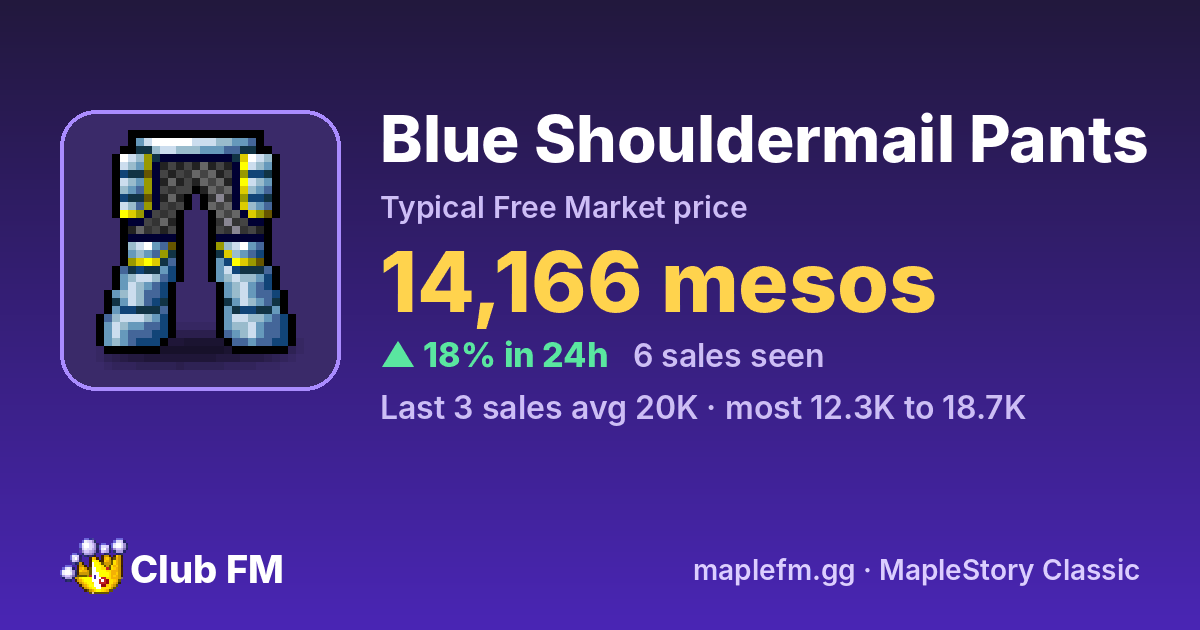 Blue Shouldermail Pants
Typical Free Market price
14,166 mesos
▲ 18% in 24h 6 sales seen
Last 3 sales avg 20K · most 12.3K to 18.7K
Club FM
maplefm.gg · MapleStory Classic